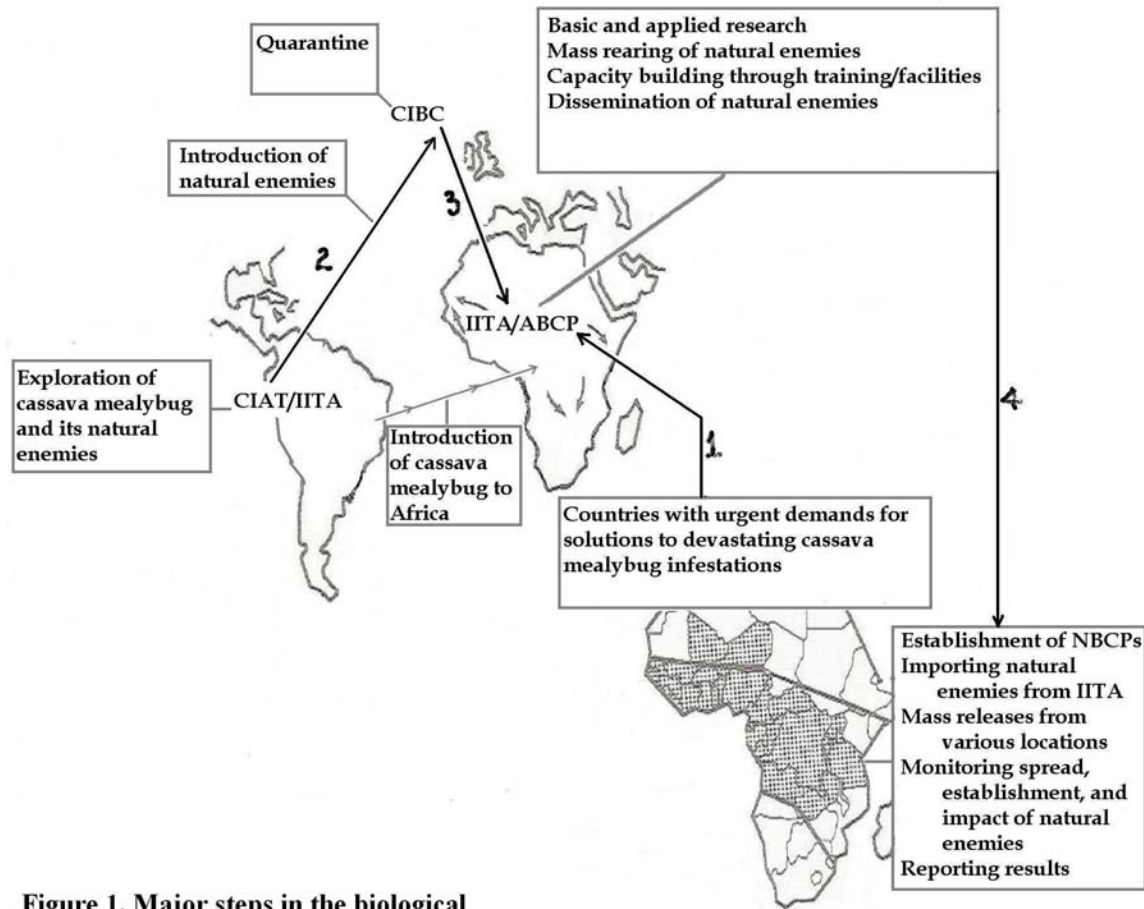 Quarantine
CIBC
Basic and applied research
Mass rearing of natural enemies
Capacity building through training/facilities
Dissemination of natural enemies
Introduction of
natural enemies
2
3
IITA/ABCP
Exploration of
cassava mealybug
and its natural
enemies
CIAT/IITA
Introduction
of cassava
mealybug to
Africa
1
4
Countries with urgent demands for
solutions to devastating cassava
mealybug infestations
Establishment of NBCPs
Importing natural
enemies from IITA
Mass releases from
various locations
Monitoring spread,
establishment, and
impact of natural
enemies
Reporting results
Figure 1. Major steps in the biological